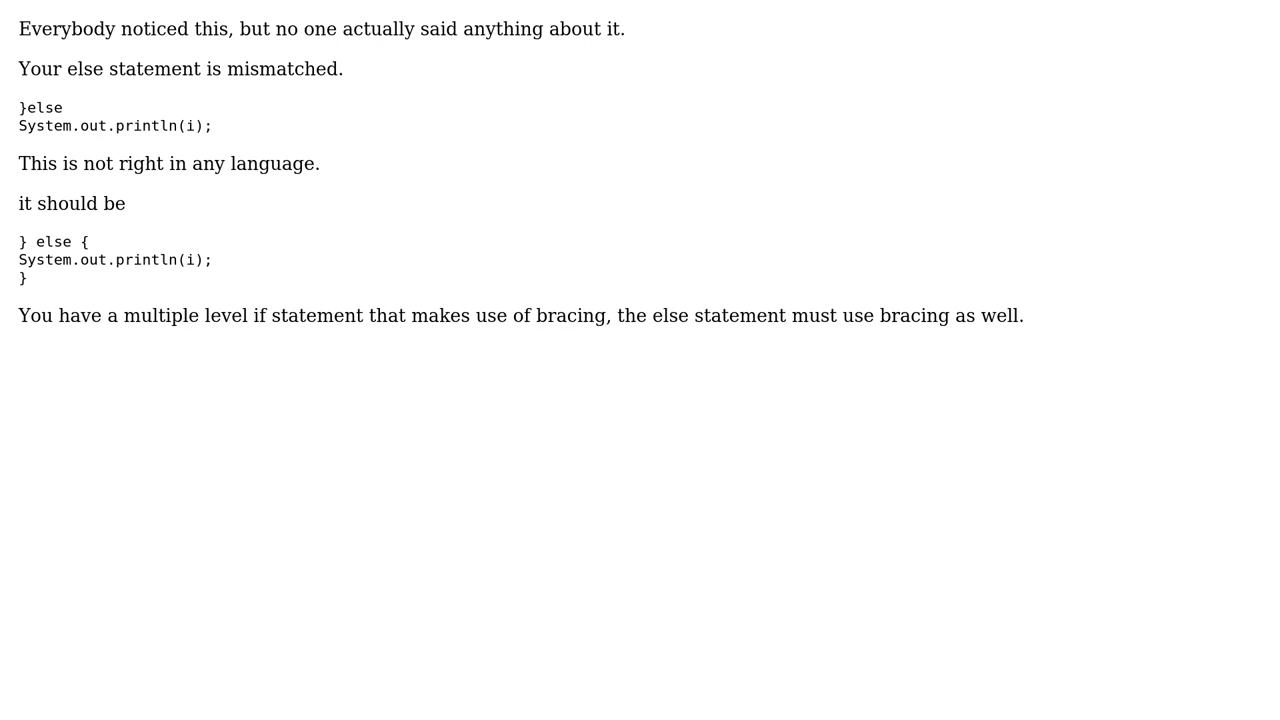 Everybody noticed this, but no one actually said anything about it.
Your else statement is mismatched.
}else
System.out.println(i);
This is not right in any language.
it should be
} else {
System.out.println(i);
}
You have a multiple level if statement that makes use of bracing, the else statement must use bracing as well.